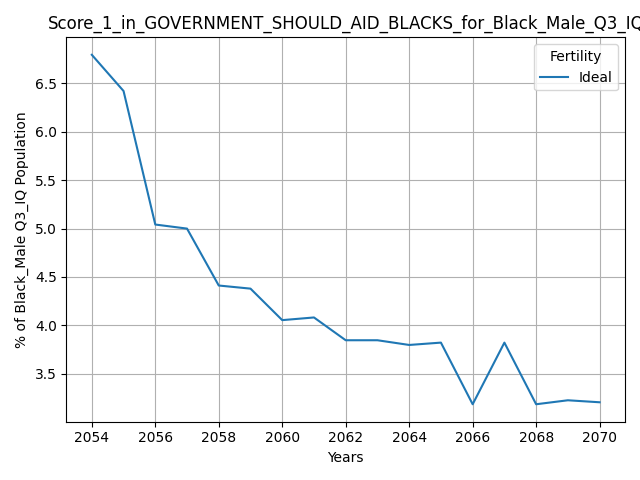 Score_1_in_GOVERNMENT_SHOULD_AID_BLACKS_for_Black_Male_Q3_IQ
Fertility
Ideal
% of Black_Male Q3_IQ Population
6.5
6.0
5.5
5.0
4.5
4.0
3.5
2054 2056 2058 2060 2062 2064 2066 2068 2070
Years